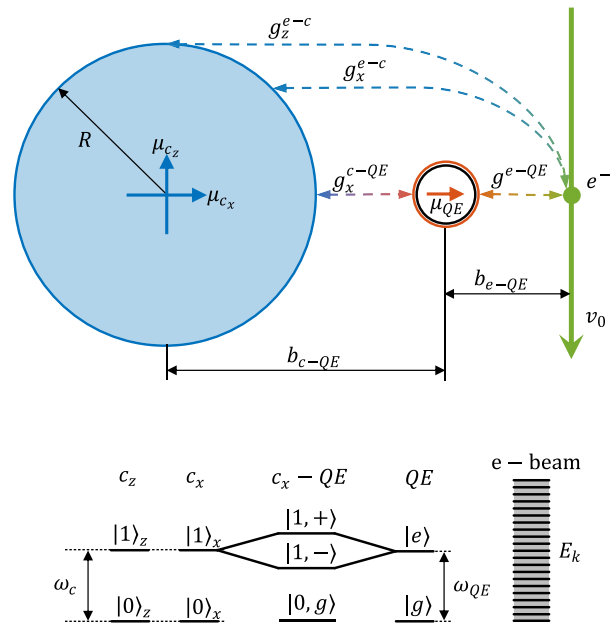 g_z^{e-c}
g_x^{e-c}
R
μ_{c_z}
μ_{c_x}
g_x^{c-QE}
μ_{QE}
g^{e-QE}
e^-
b_{e-QE}
v_0
b_{c-QE}
e − beam
c_z c_x c_x − QE QE
|1, +⟩
|1⟩_z |1⟩_x |1, −⟩ |e⟩ E_k
ω_c ω_{QE}
|0⟩_z |0⟩_x |0, g⟩ |g⟩